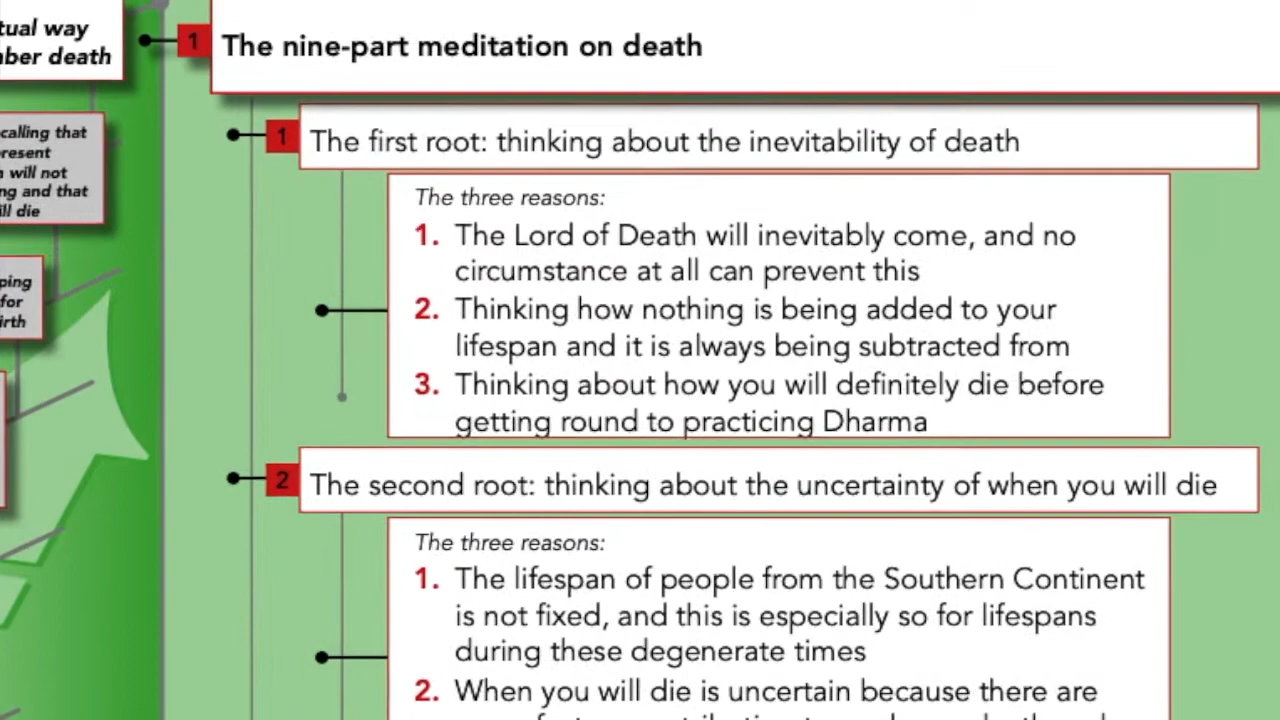 tual way
ber death
1
The nine-part meditation on death
calling that
resent
will not
ng and that
ill die
ping
for
irth
1
The first root: thinking about the inevitability of death
The three reasons:
1. The Lord of Death will inevitably come, and no
circumstance at all can prevent this
2. Thinking how nothing is being added to your
lifespan and it is always being subtracted from
3. Thinking about how you will definitely die before
getting round to practicing Dharma
2
The second root: thinking about the uncertainty of when you will die
The three reasons:
1. The lifespan of people from the Southern Continent
is not fixed, and this is especially so for lifespans
during these degenerate times
2. When you will die is uncertain because there are